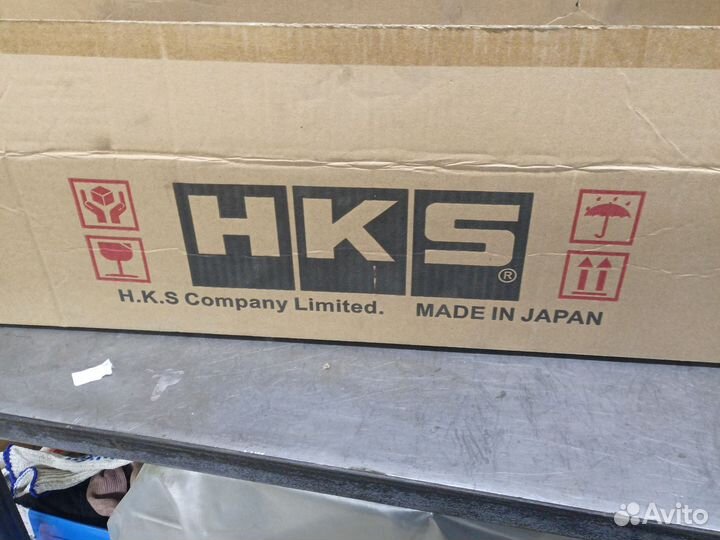 HKS®
H.K.S Company Limited. MADE IN JAPAN
Avito